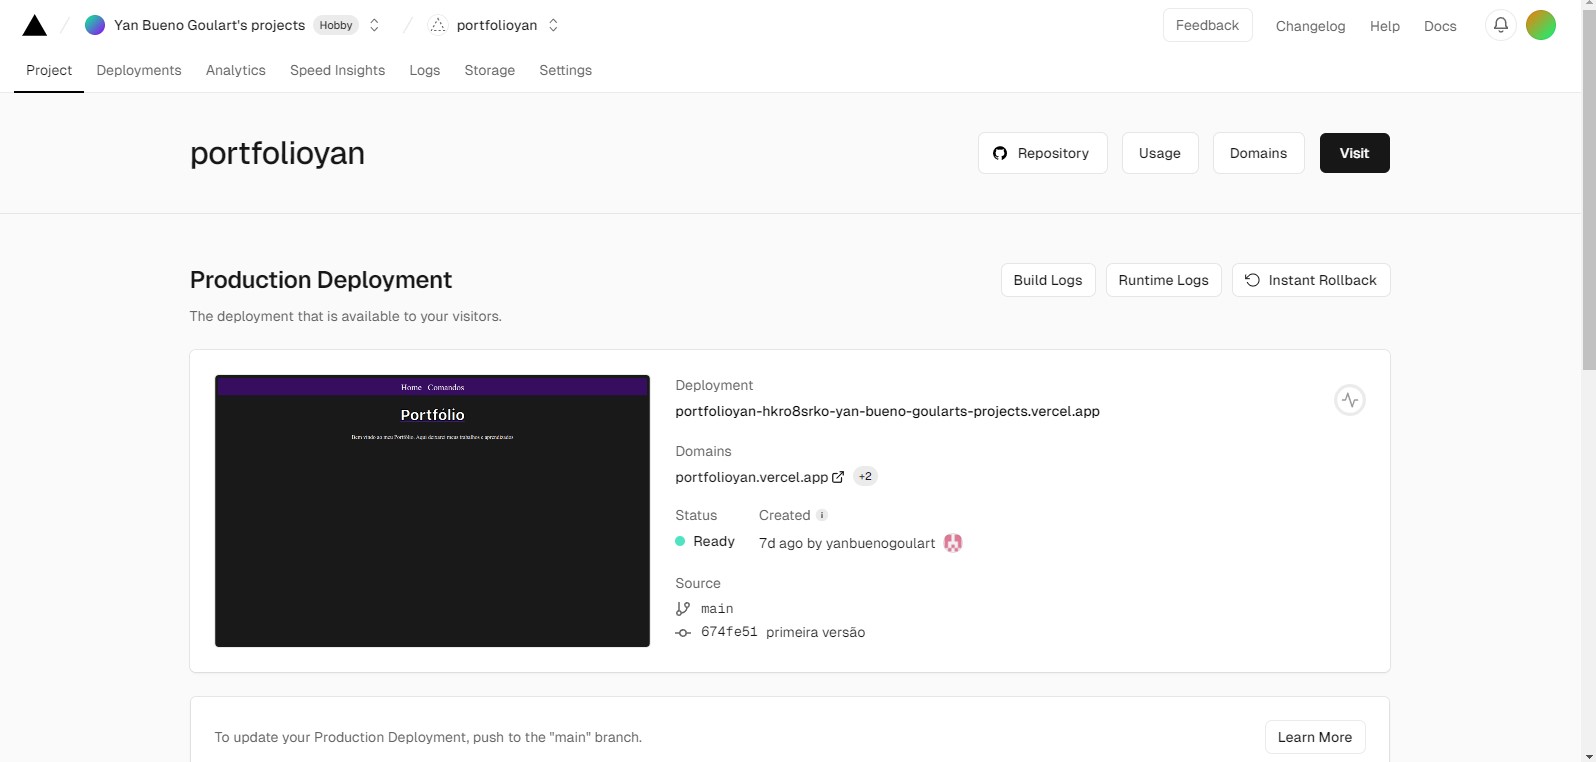 Yan Bueno Goulart's projects Hobby portfolioyan Feedback Changelog Help Docs
Project Deployments Analytics Speed Insights Logs Storage Settings
portfolioyan Repository Usage Domains Visit
Production Deployment Build Logs Runtime Logs Instant Rollback
The deployment that is available to your visitors.
Home Comandos
Portfólio
Bem vindo ao meu Portfólio. Aqui deixarei meus trabalhos e aprendizados
Deployment
portfolioyan-hkro8srko-yan-bueno-goularts-projects.vercel.app
Domains
portfolioyan.vercel.app +2
Status Created
Ready 7d ago by yanbuenogoulart
Source
main
674fe51 primeira versão
To update your Production Deployment, push to the "main" branch. Learn More